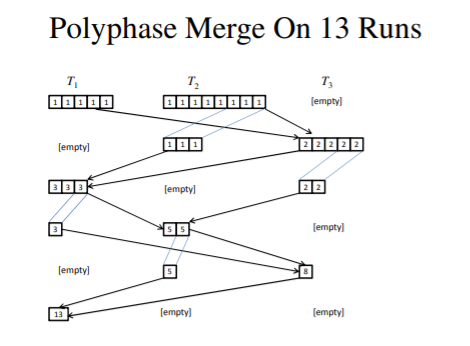 Polyphase Merge On 13 Runs
T1 T2 T3
1 1 1 1 1 1 1 1 1 1 1 1 1 [empty]
[empty] 1 1 1 2 2 2 2 2
3 3 3 [empty] 2 2
3 5 5 [empty]
[empty] 5 8
13 [empty] [empty]